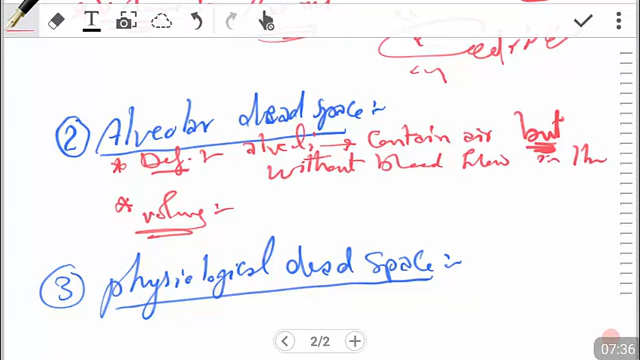 ② Alveolar dead space :-
* Def :- alveoli → Contain air but
without blood flow in the
* volume :-
③ physiological dead space :-
2/2
07:36